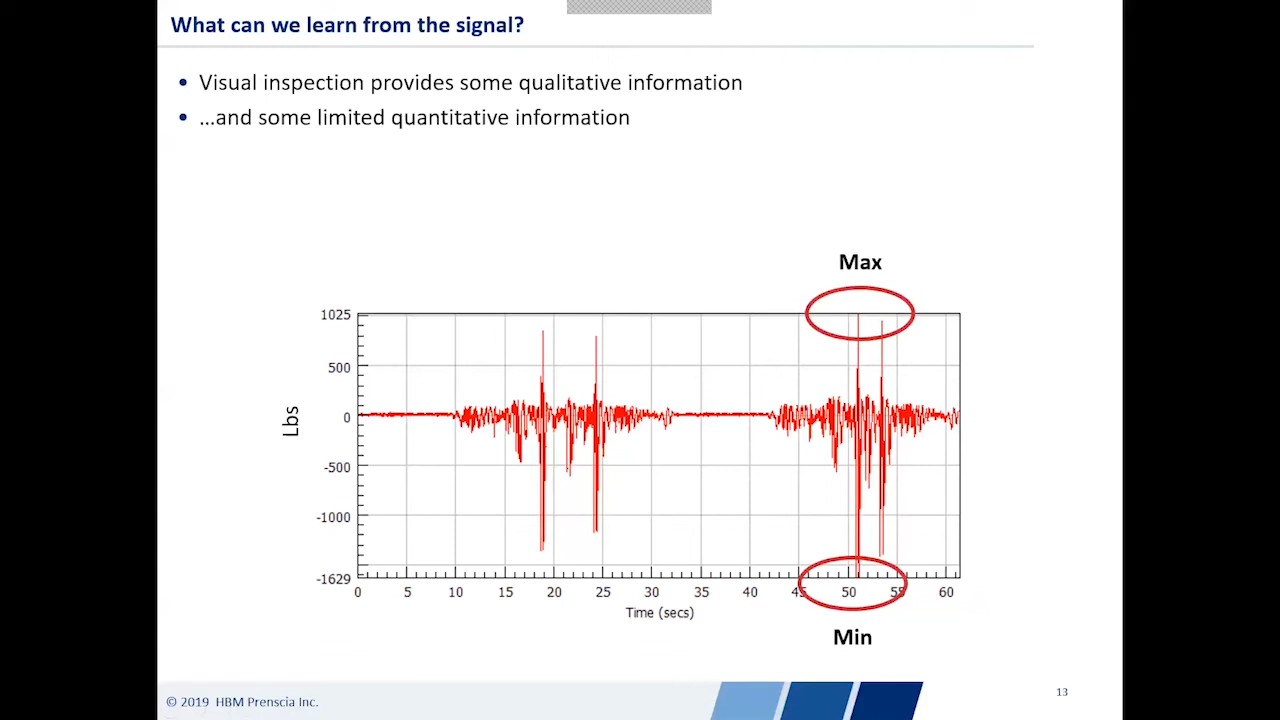 What can we learn from the signal?
• Visual inspection provides some qualitative information
• …and some limited quantitative information
Max
1025
500
0
-500
-1000
-1629
Lbs
0 5 10 15 20 25 30 35 40 45 50 55 60
Time (secs)
Min
© 2019 HBM Prenscia Inc.
13